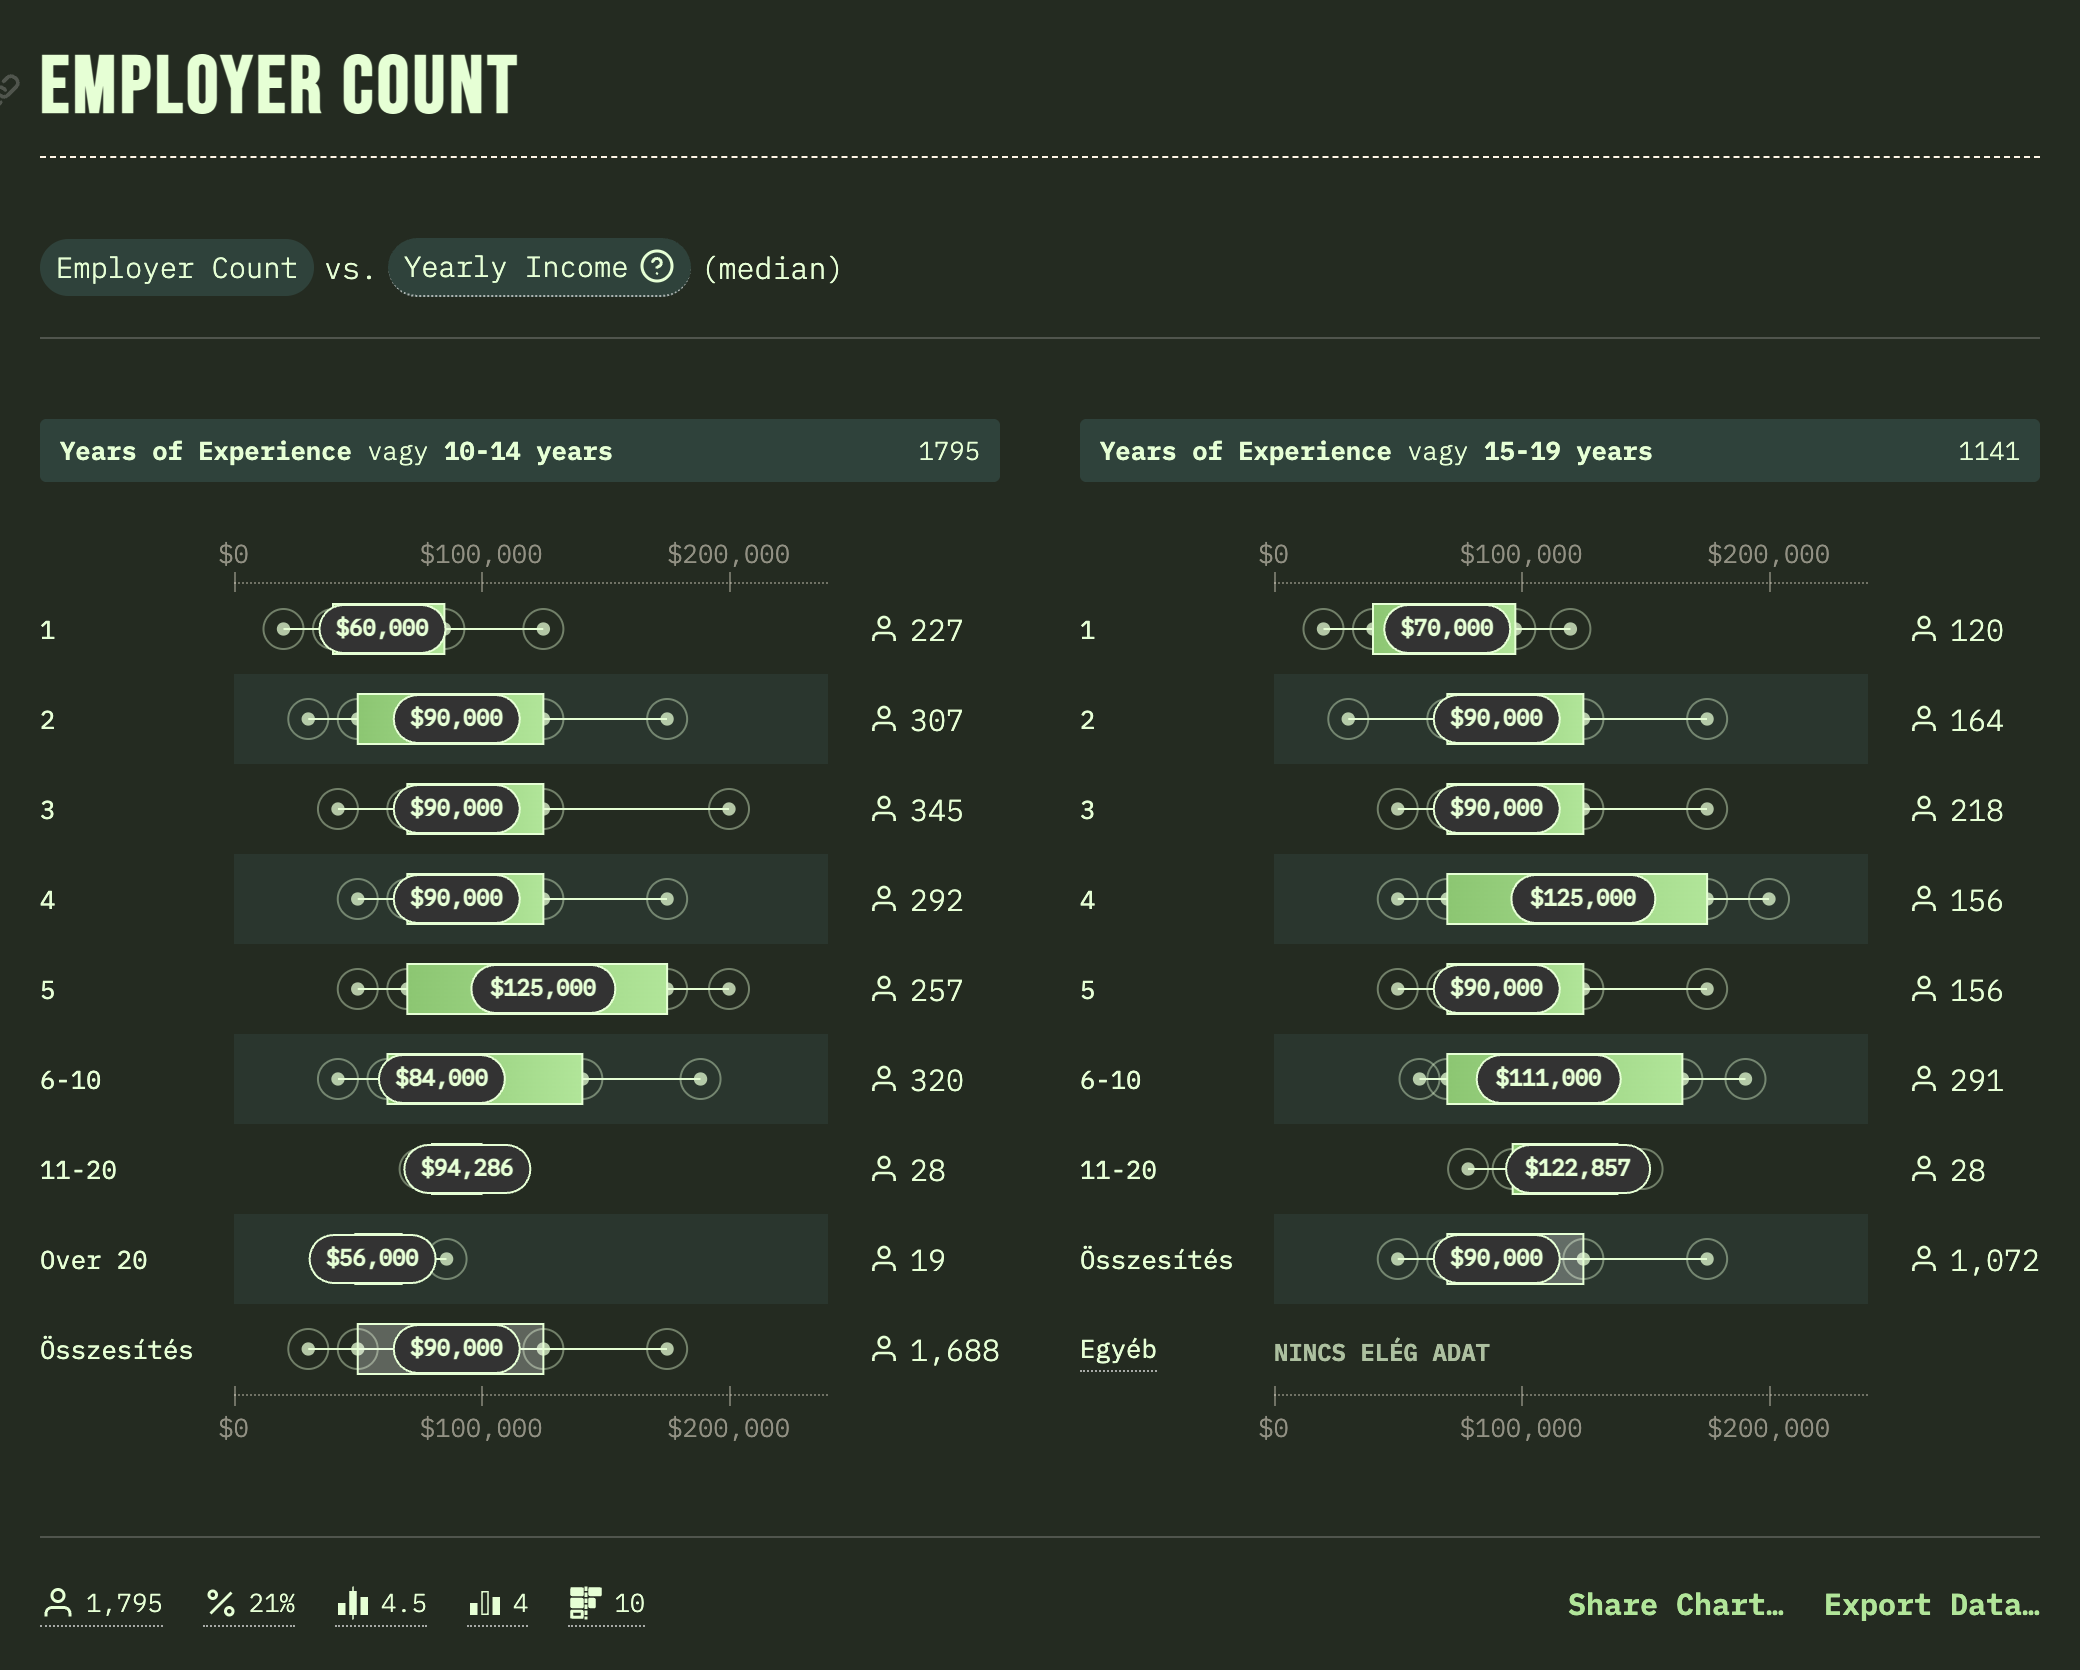 EMPLOYER COUNT
Employer Count vs. Yearly Income ? (median)
Years of Experience vagy 10-14 years 1795
$0 $100,000 $200,000
1 $60,000 227
2 $90,000 307
3 $90,000 345
4 $90,000 292
5 $125,000 257
6-10 $84,000 320
11-20 $94,286 28
Over 20 $56,000 19
Összesítés $90,000 1,688
$0 $100,000 $200,000
Years of Experience vagy 15-19 years 1141
$0 $100,000 $200,000
1 $70,000 120
2 $90,000 164
3 $90,000 218
4 $125,000 156
5 $90,000 156
6-10 $111,000 291
11-20 $122,857 28
Összesítés $90,000 1,072
Egyéb NINCS ELÉG ADAT
$0 $100,000 $200,000
1,795 % 21% 4.5 4 10 Share Chart… Export Data…